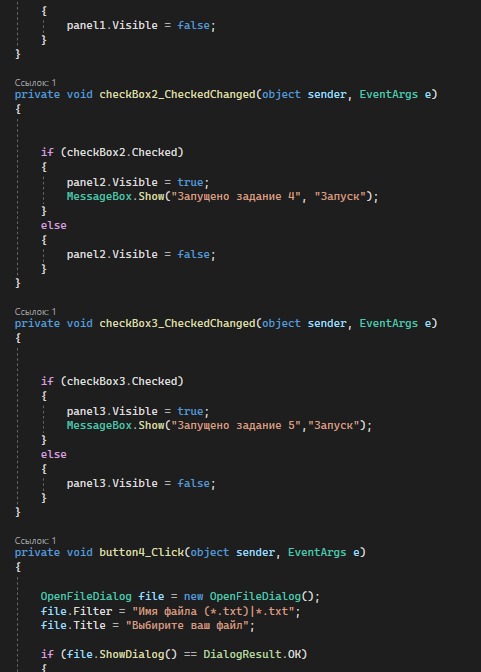 {
panel1.Visible = false;
}
}
Ссылок: 1
private void checkBox2_CheckedChanged(object sender, EventArgs e)
{
if (checkBox2.Checked)
{
panel2.Visible = true;
MessageBox.Show("Запущено задание 4", "Запуск");
}
else
{
panel2.Visible = false;
}
}
Ссылок: 1
private void checkBox3_CheckedChanged(object sender, EventArgs e)
{
if (checkBox3.Checked)
{
panel3.Visible = true;
MessageBox.Show("Запущено задание 5","Запуск");
}
else
{
panel3.Visible = false;
}
}
Ссылок: 1
private void button4_Click(object sender, EventArgs e)
{
OpenFileDialog file = new OpenFileDialog();
file.Filter = "Имя файла (*.txt)|*.txt";
file.Title = "Выбирите ваш файл";
if (file.ShowDialog() == DialogResult.OK)
{